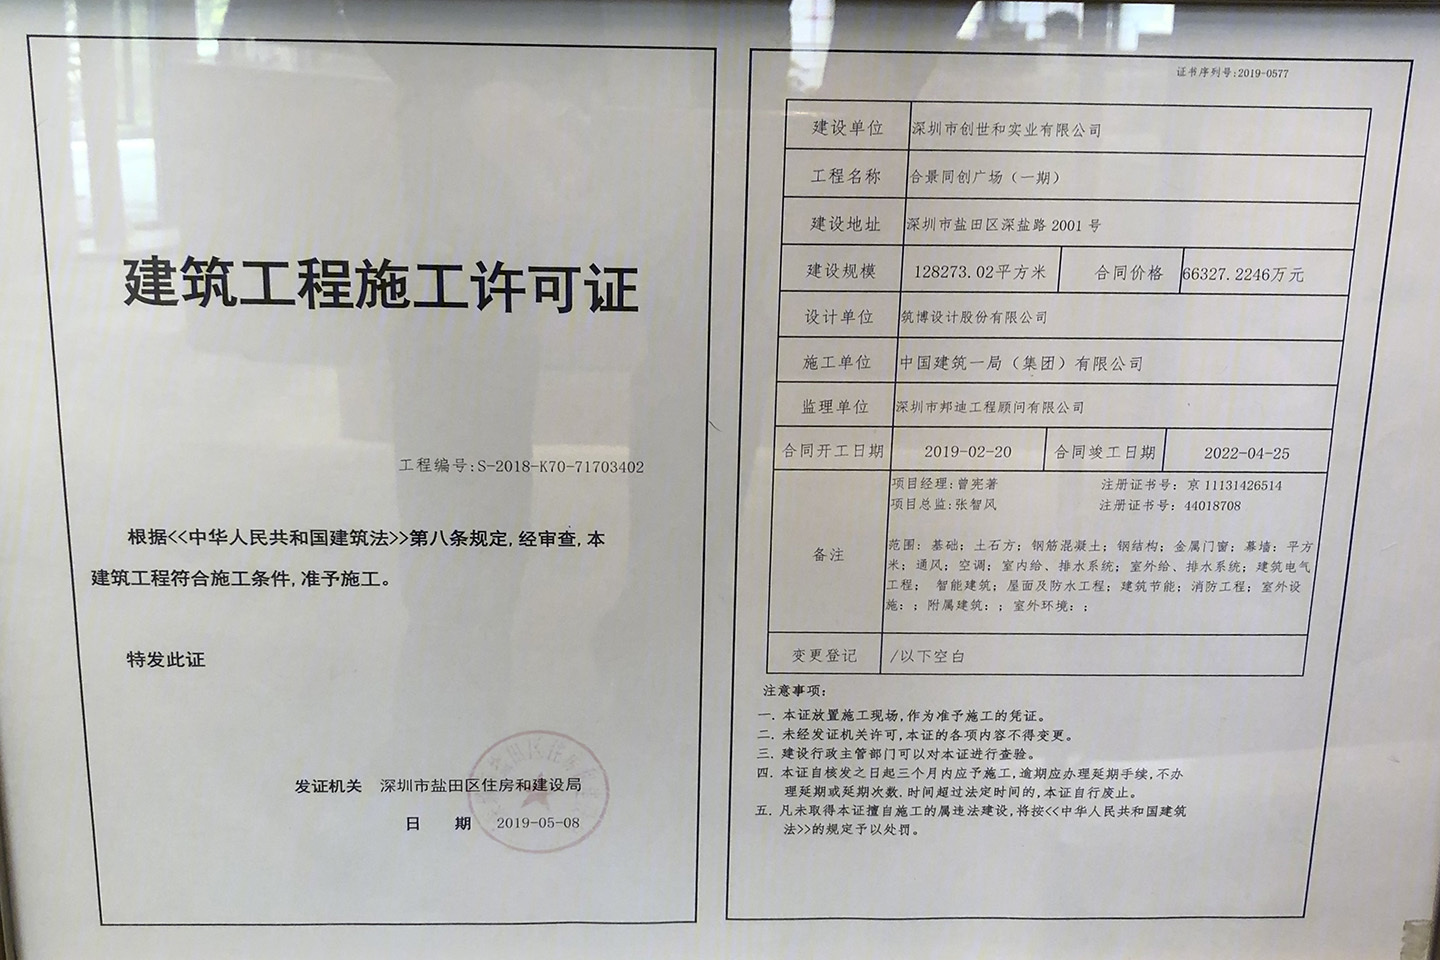 建筑工程施工许可证
工程编号:S-2018-K70-71703402
根据<<中华人民共和国建筑法>>第八条规定,经审查,本
建筑工程符合施工条件,准予施工。
特发此证
发证机关 深圳市盐田区住房和建设局
日 期 2019-05-08
证书序列号:2019-0577
建设单位 深圳市创世和实业有限公司
工程名称 合景同创广场（一期）
建设地址 深圳市盐田区深盐路 2001 号
建设规模 128273.02平方米 合同价格 66327.2246万元
设计单位 筑博设计股份有限公司
施工单位 中国建筑一局（集团）有限公司
监理单位 深圳市邦迪工程顾问有限公司
合同开工日期 2019-02-20 合同竣工日期 2022-04-25
项目经理:曾宪著 注册证书号: 京 11131426514
项目总监:张智风 注册证书号: 44018708
备注
范围: 基础; 土石方; 钢筋混凝土; 钢结构; 金属门窗; 幕墙: 平方
米; 通风; 空调; 室内给、排水系统; 室外给、排水系统; 建筑电气
工程; 智能建筑; 屋面及防水工程; 建筑节能; 消防工程; 室外设
施: ; 附属建筑: ; 室外环境: ;
变更登记 /以下空白
注意事项:
一. 本证放置施工现场,作为准予施工的凭证。
二. 未经发证机关许可,本证的各项内容不得变更。
三. 建设行政主管部门可以对本证进行查验。
四. 本证自核发之日起三个月内应予施工,逾期应办理延期手续,不办
理延期或延期次数、时间超过法定时间的,本证自行废止。
五. 凡未取得本证擅自施工的属违法建设,将按<<中华人民共和国建筑
法>>的规定予以处罚。